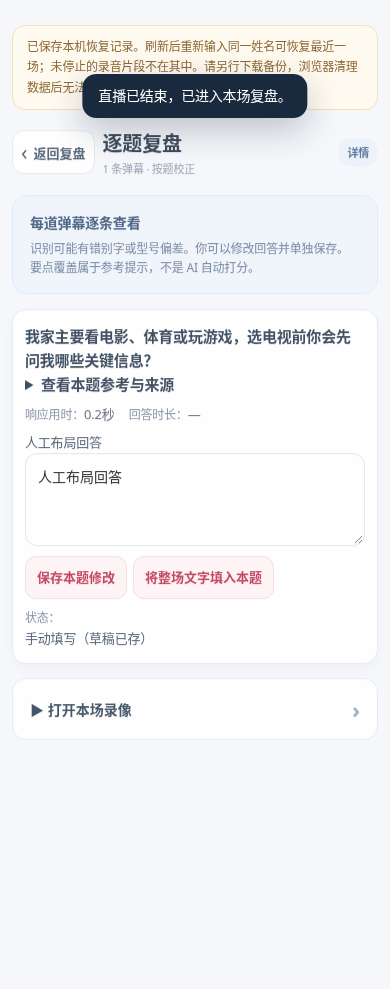 已保存本机恢复记录。刷新后重新输入同一姓名可恢复最近一
场；未停止的录音片段不在其中。请另行下载备份，浏览器清理
数据后无法
直播已结束，已进入本场复盘。
‹ 返回复盘
逐题复盘
1 条弹幕 · 按题校正
详情
每道弹幕逐条查看
识别可能有错别字或型号偏差。你可以修改回答并单独保存。
要点覆盖属于参考提示，不是 AI 自动打分。
我家主要看电影、体育或玩游戏，选电视前你会先
问我哪些关键信息？
▶ 查看本题参考与来源
响应用时：0.2秒 回答时长：—
人工布局回答
人工布局回答
保存本题修改 将整场文字填入本题
状态：
手动填写（草稿已存）
▶ 打开本场录像 ›